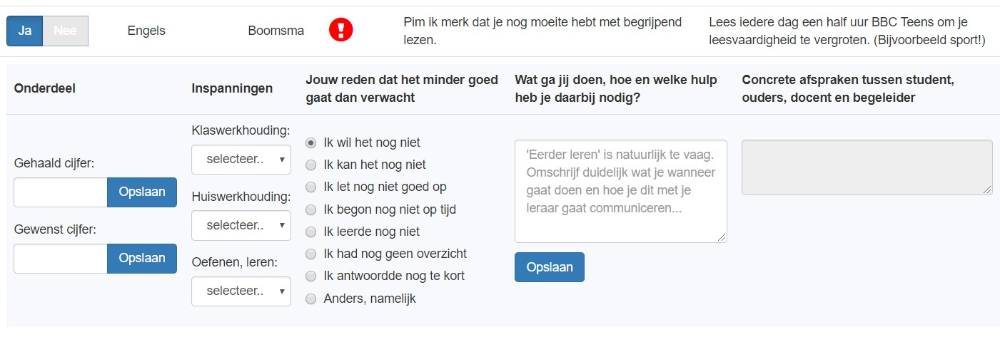 Ja
Nee
Engels
Boomsma
Pim ik merk dat je nog moeite hebt met begrijpend
lezen.
Lees iedere dag een half uur BBC Teens om je
leesvaardigheid te vergroten. (Bijvoorbeeld sport!)
Onderdeel
Inspanningen
Jouw reden dat het minder goed
gaat dan verwacht
Wat ga jij doen, hoe en welke hulp
heb je daarbij nodig?
Concrete afspraken tussen student,
ouders, docent en begeleider
Gehaald cijfer:
Opslaan
Gewenst cijfer:
Opslaan
Klaswerkhouding:
selecteer..
Huiswerkhouding:
selecteer..
Oefenen, leren:
selecteer..
Ik wil het nog niet
Ik kan het nog niet
Ik let nog niet goed op
Ik begon nog niet op tijd
Ik leerde nog niet
Ik had nog geen overzicht
Ik antwoordde nog te kort
Anders, namelijk
'Eerder leren' is natuurlijk te vaag.
Omschrijf duidelijk wat je wanneer
gaat doen en hoe je dit met je
leraar gaat communiceren...
Opslaan